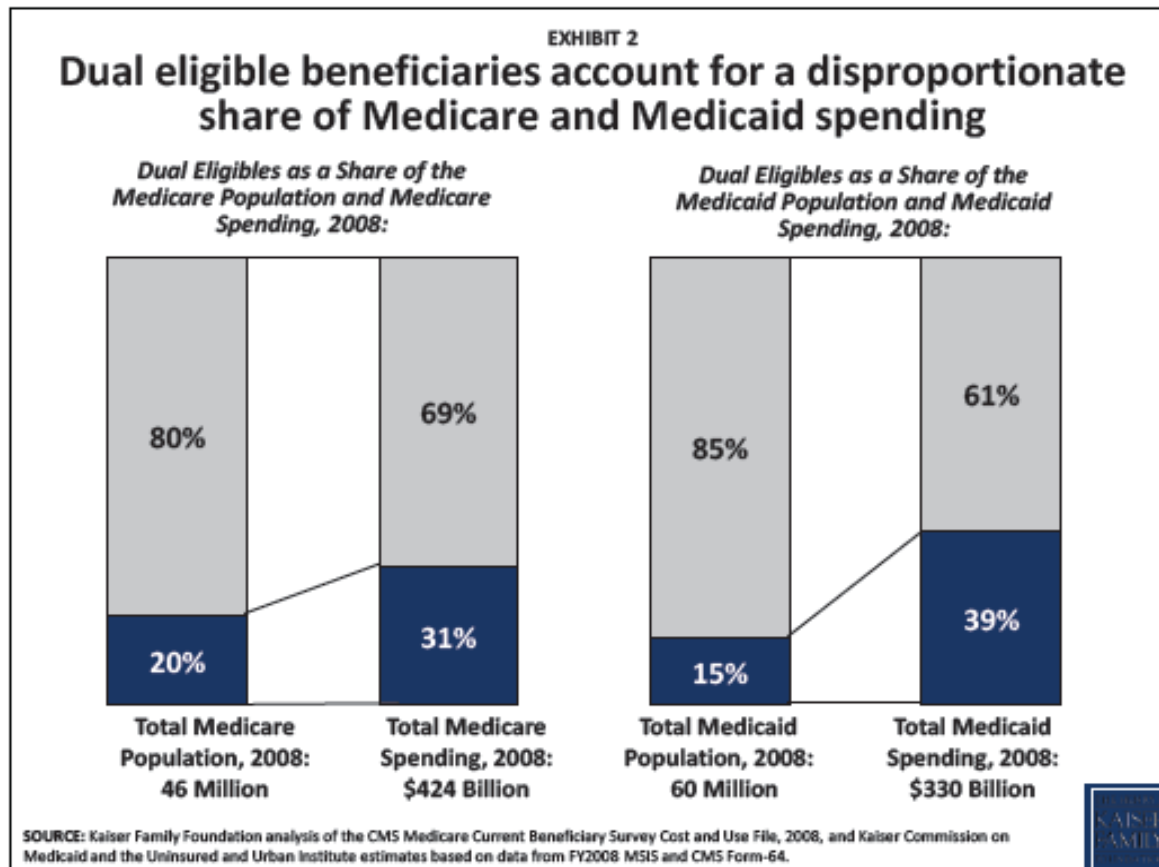 EXHIBIT 2
Dual eligible beneficiaries account for a disproportionate
share of Medicare and Medicaid spending
Dual Eligibles as a Share of the
Medicare Population and Medicare
Spending, 2008:
80%
69%
20%
31%
Total Medicare
Population, 2008:
46 Million
Total Medicare
Spending, 2008:
$424 Billion
Dual Eligibles as a Share of the
Medicaid Population and Medicaid
Spending, 2008:
85%
61%
15%
39%
Total Medicaid
Population, 2008:
60 Million
Total Medicaid
Spending, 2008:
$330 Billion
SOURCE: Kaiser Family Foundation analysis of the CMS Medicare Current Beneficiary Survey Cost and Use File, 2008, and Kaiser Commission on
Medicaid and the Uninsured and Urban Institute estimates based on data from FY2008 MSIS and CMS Form-64.
KAISER
FAMILY